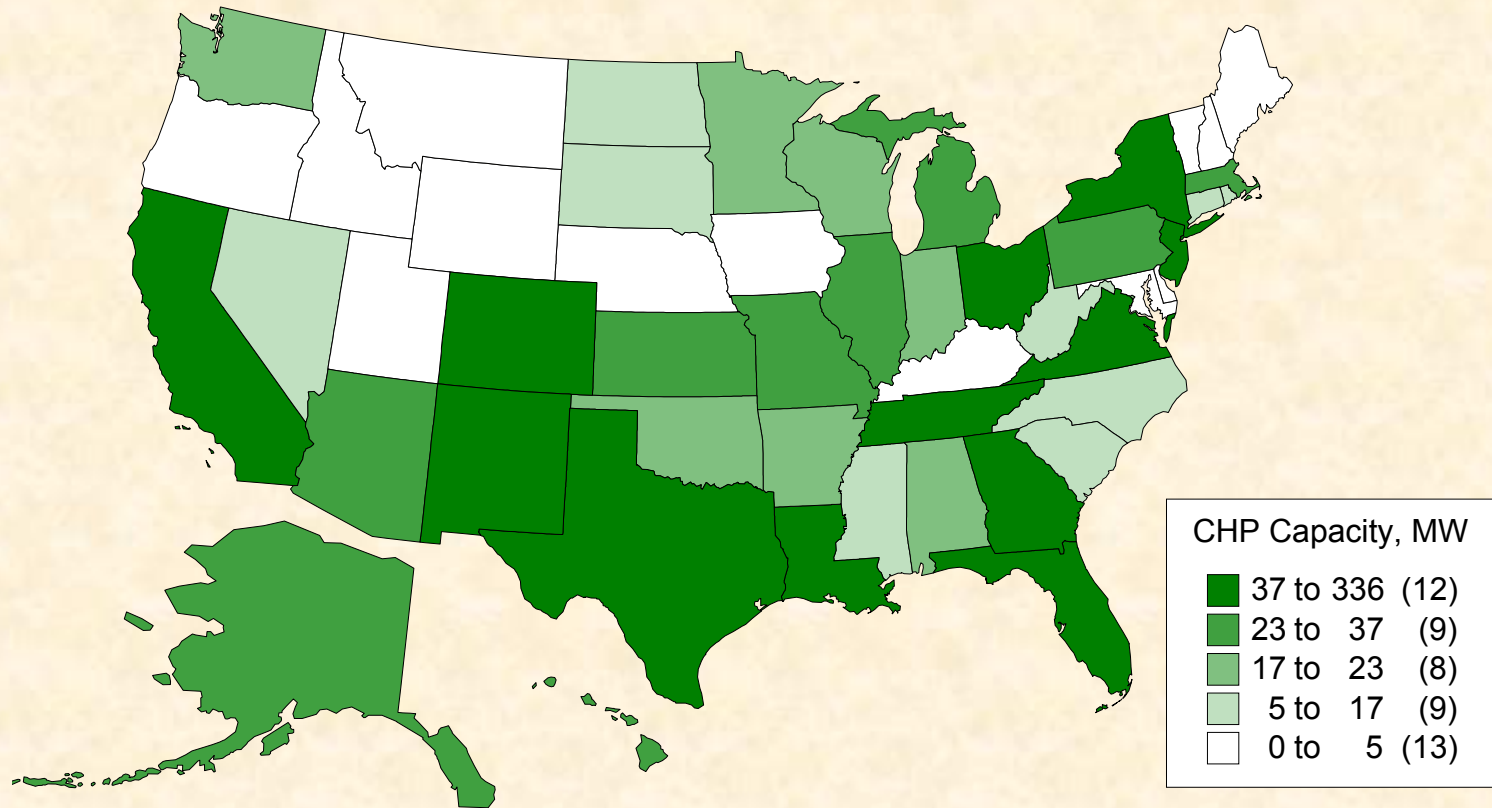 CHP Capacity, MW
37 to 336 (12)
23 to 37 (9)
17 to 23 (8)
5 to 17 (9)
0 to 5 (13)